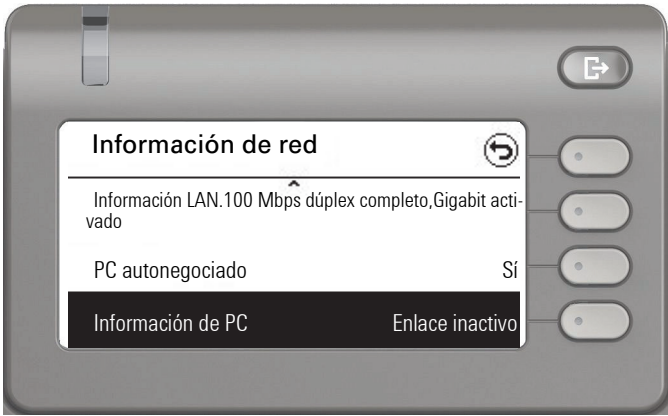 Información de red
Información LAN.100 Mbps dúplex completo,Gigabit acti-
vado
PC autonegociado Sí
Información de PC Enlace inactivo